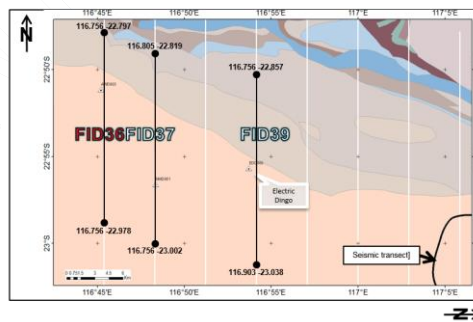 N
116°45'E 116°50'E 116°55'E 117°E 117°5'E
116.756 -22.797
116.805 -22.819
116.756 -22.857
22°50'S
FID36 FID37 FID39
22°55'S
Electric
Dingo
116.756 -22.978
116.756 -23.002
116.903 -23.038
23°S
Seismic transect]
116°45'E 116°50'E 116°55'E 117°E 117°5'E
N